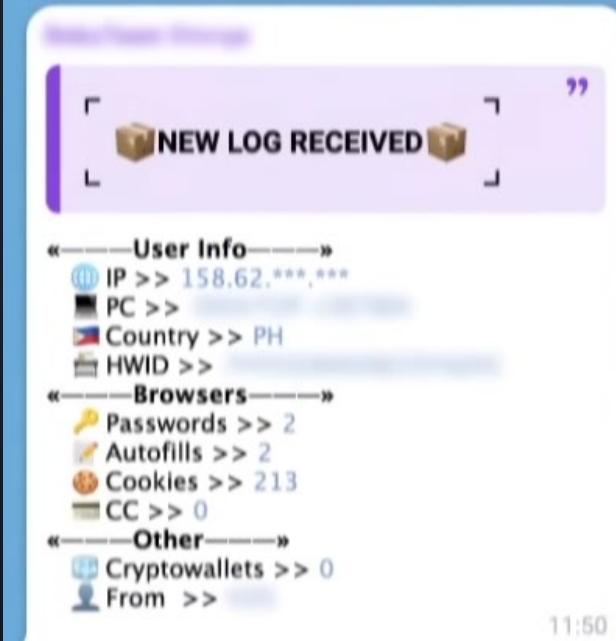 NEW LOG RECEIVED
«———User Info———»
IP >> 158.62.***.***
PC >>
Country >> PH
HWID >>
«———Browsers———»
Passwords >> 2
Autofills >> 2
Cookies >> 213
CC >> 0
«———Other———»
Cryptowallets >> 0
From >>
11:50